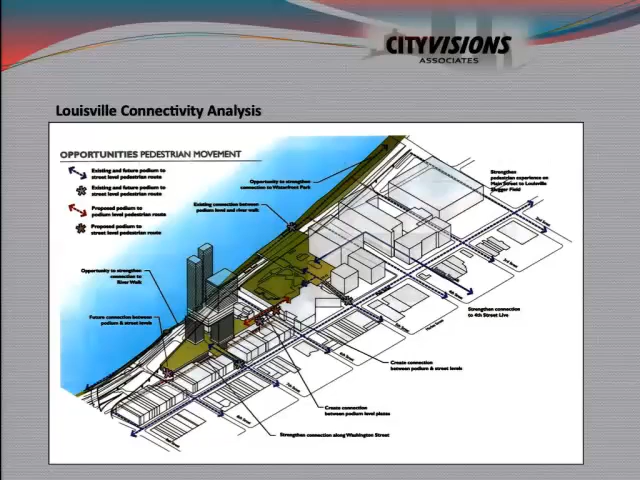 CITYVISIONS
ASSOCIATES
Louisville Connectivity Analysis
OPPORTUNITIES PEDESTRIAN MOVEMENT
Existing and future podium to
street level pedestrian route
Existing and future podium to
street level pedestrian route
Proposed podium to
podium level pedestrian route
Proposed podium to
street level pedestrian route
Opportunity to strengthen
connection to Waterfront Park
Existing connection between
podium level and river walk
Strengthen
pedestrian experience on
Main Street to Louisville
Slugger Field
Opportunity to strengthen
connection to
River Walk
Future connection between
podium & street levels
Strengthen connection
to 4th Street Live
Create connection
between podium & street levels
Create connection
between podium level plazas
Strengthen connection along Washington Street